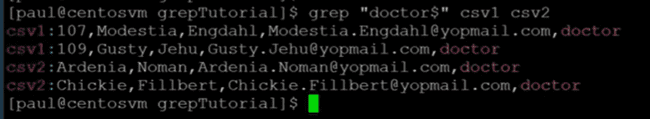 [paul@centosvm grepTutorial]$ grep "doctor$" csv1 csv2
csv1:107,Modestia,Engdahl,Modestia.Engdahl@yopmail.com,doctor
csv1:109,Gusty,Jehu,Gusty.Jehu@yopmail.com,doctor
csv2:Ardenia,Noman,Ardenia.Noman@yopmail.com,doctor
csv2:Chickie,Fillbert,Chickie.Fillbert@yopmail.com,doctor
[paul@centosvm grepTutorial]$